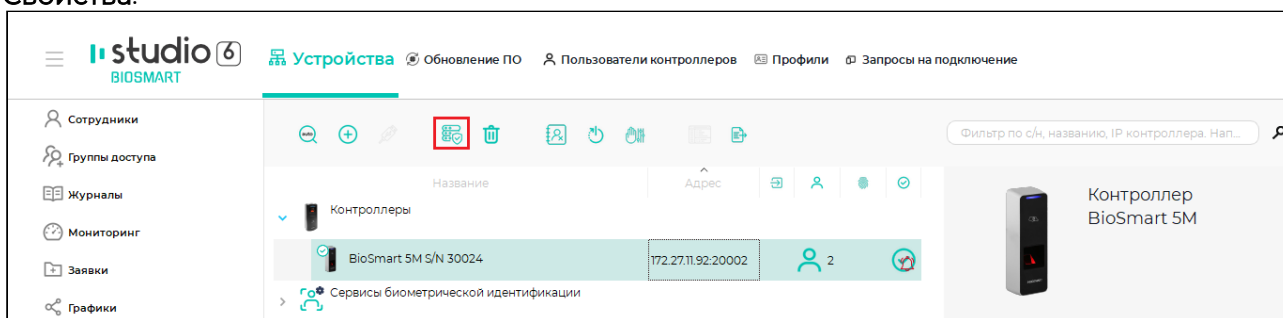 Свойства:
studio 6
BIOSMART
Устройства Обновление ПО Пользователи контроллеров Профили Запросы на подключение
Сотрудники
Группы доступа
Журналы
Мониторинг
Заявки
Графики
auto
Фильтр по с/н, названию, IP контроллера. Нап...
Название Адрес
Контроллеры
BioSmart 5M S/N 30024 172.27.11.92:20002 2
Сервисы биометрической идентификации
Контроллер
BioSmart 5M